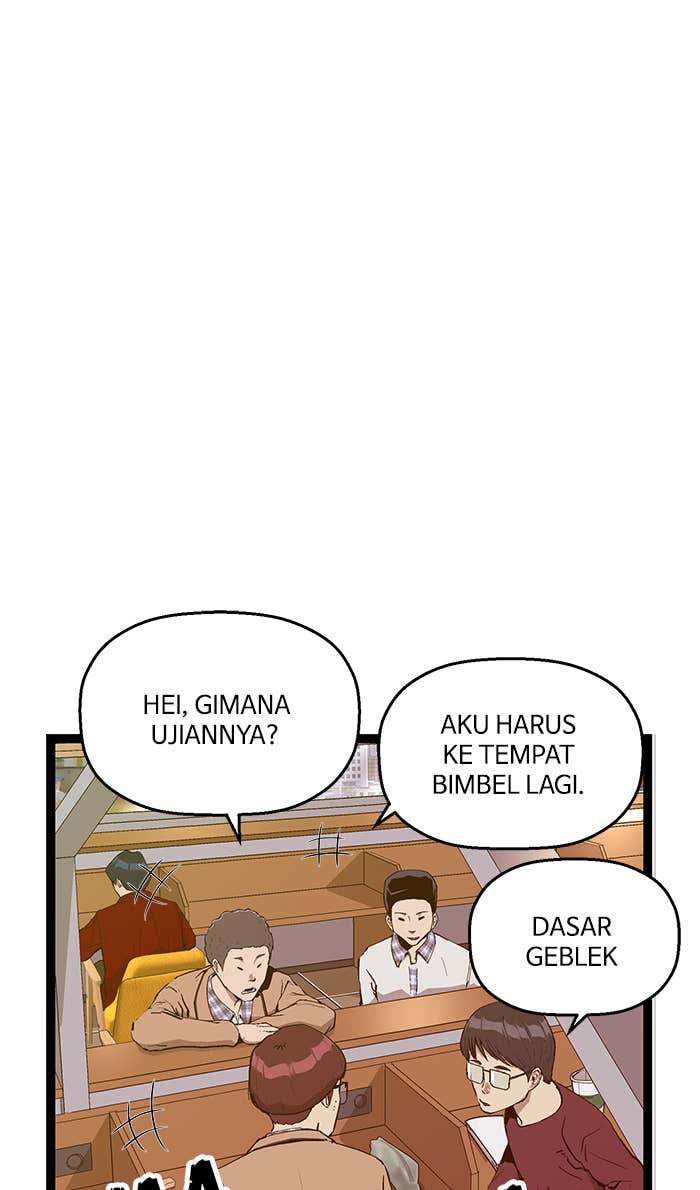 HEI, GIMANA
UJIANNYA?
AKU HARUS
KE TEMPAT
BIMBEL LAGI.
DASAR
GEBLEK